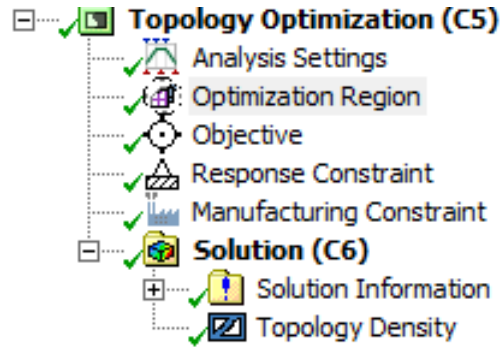 Topology Optimization (C5)
Analysis Settings
Optimization Region
Objective
Response Constraint
Manufacturing Constraint
Solution (C6)
Solution Information
Topology Density